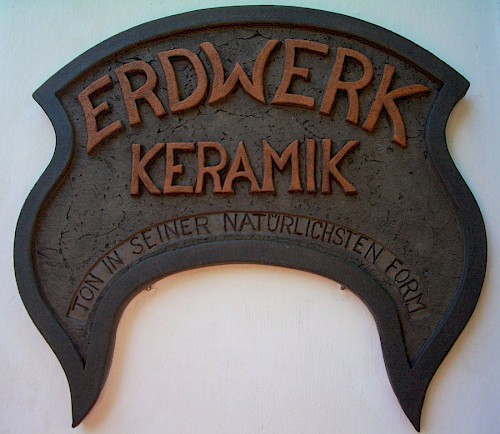 ERDWERK
KERAMIK
TON IN SEINER NATÜRLICHSTEN FORM